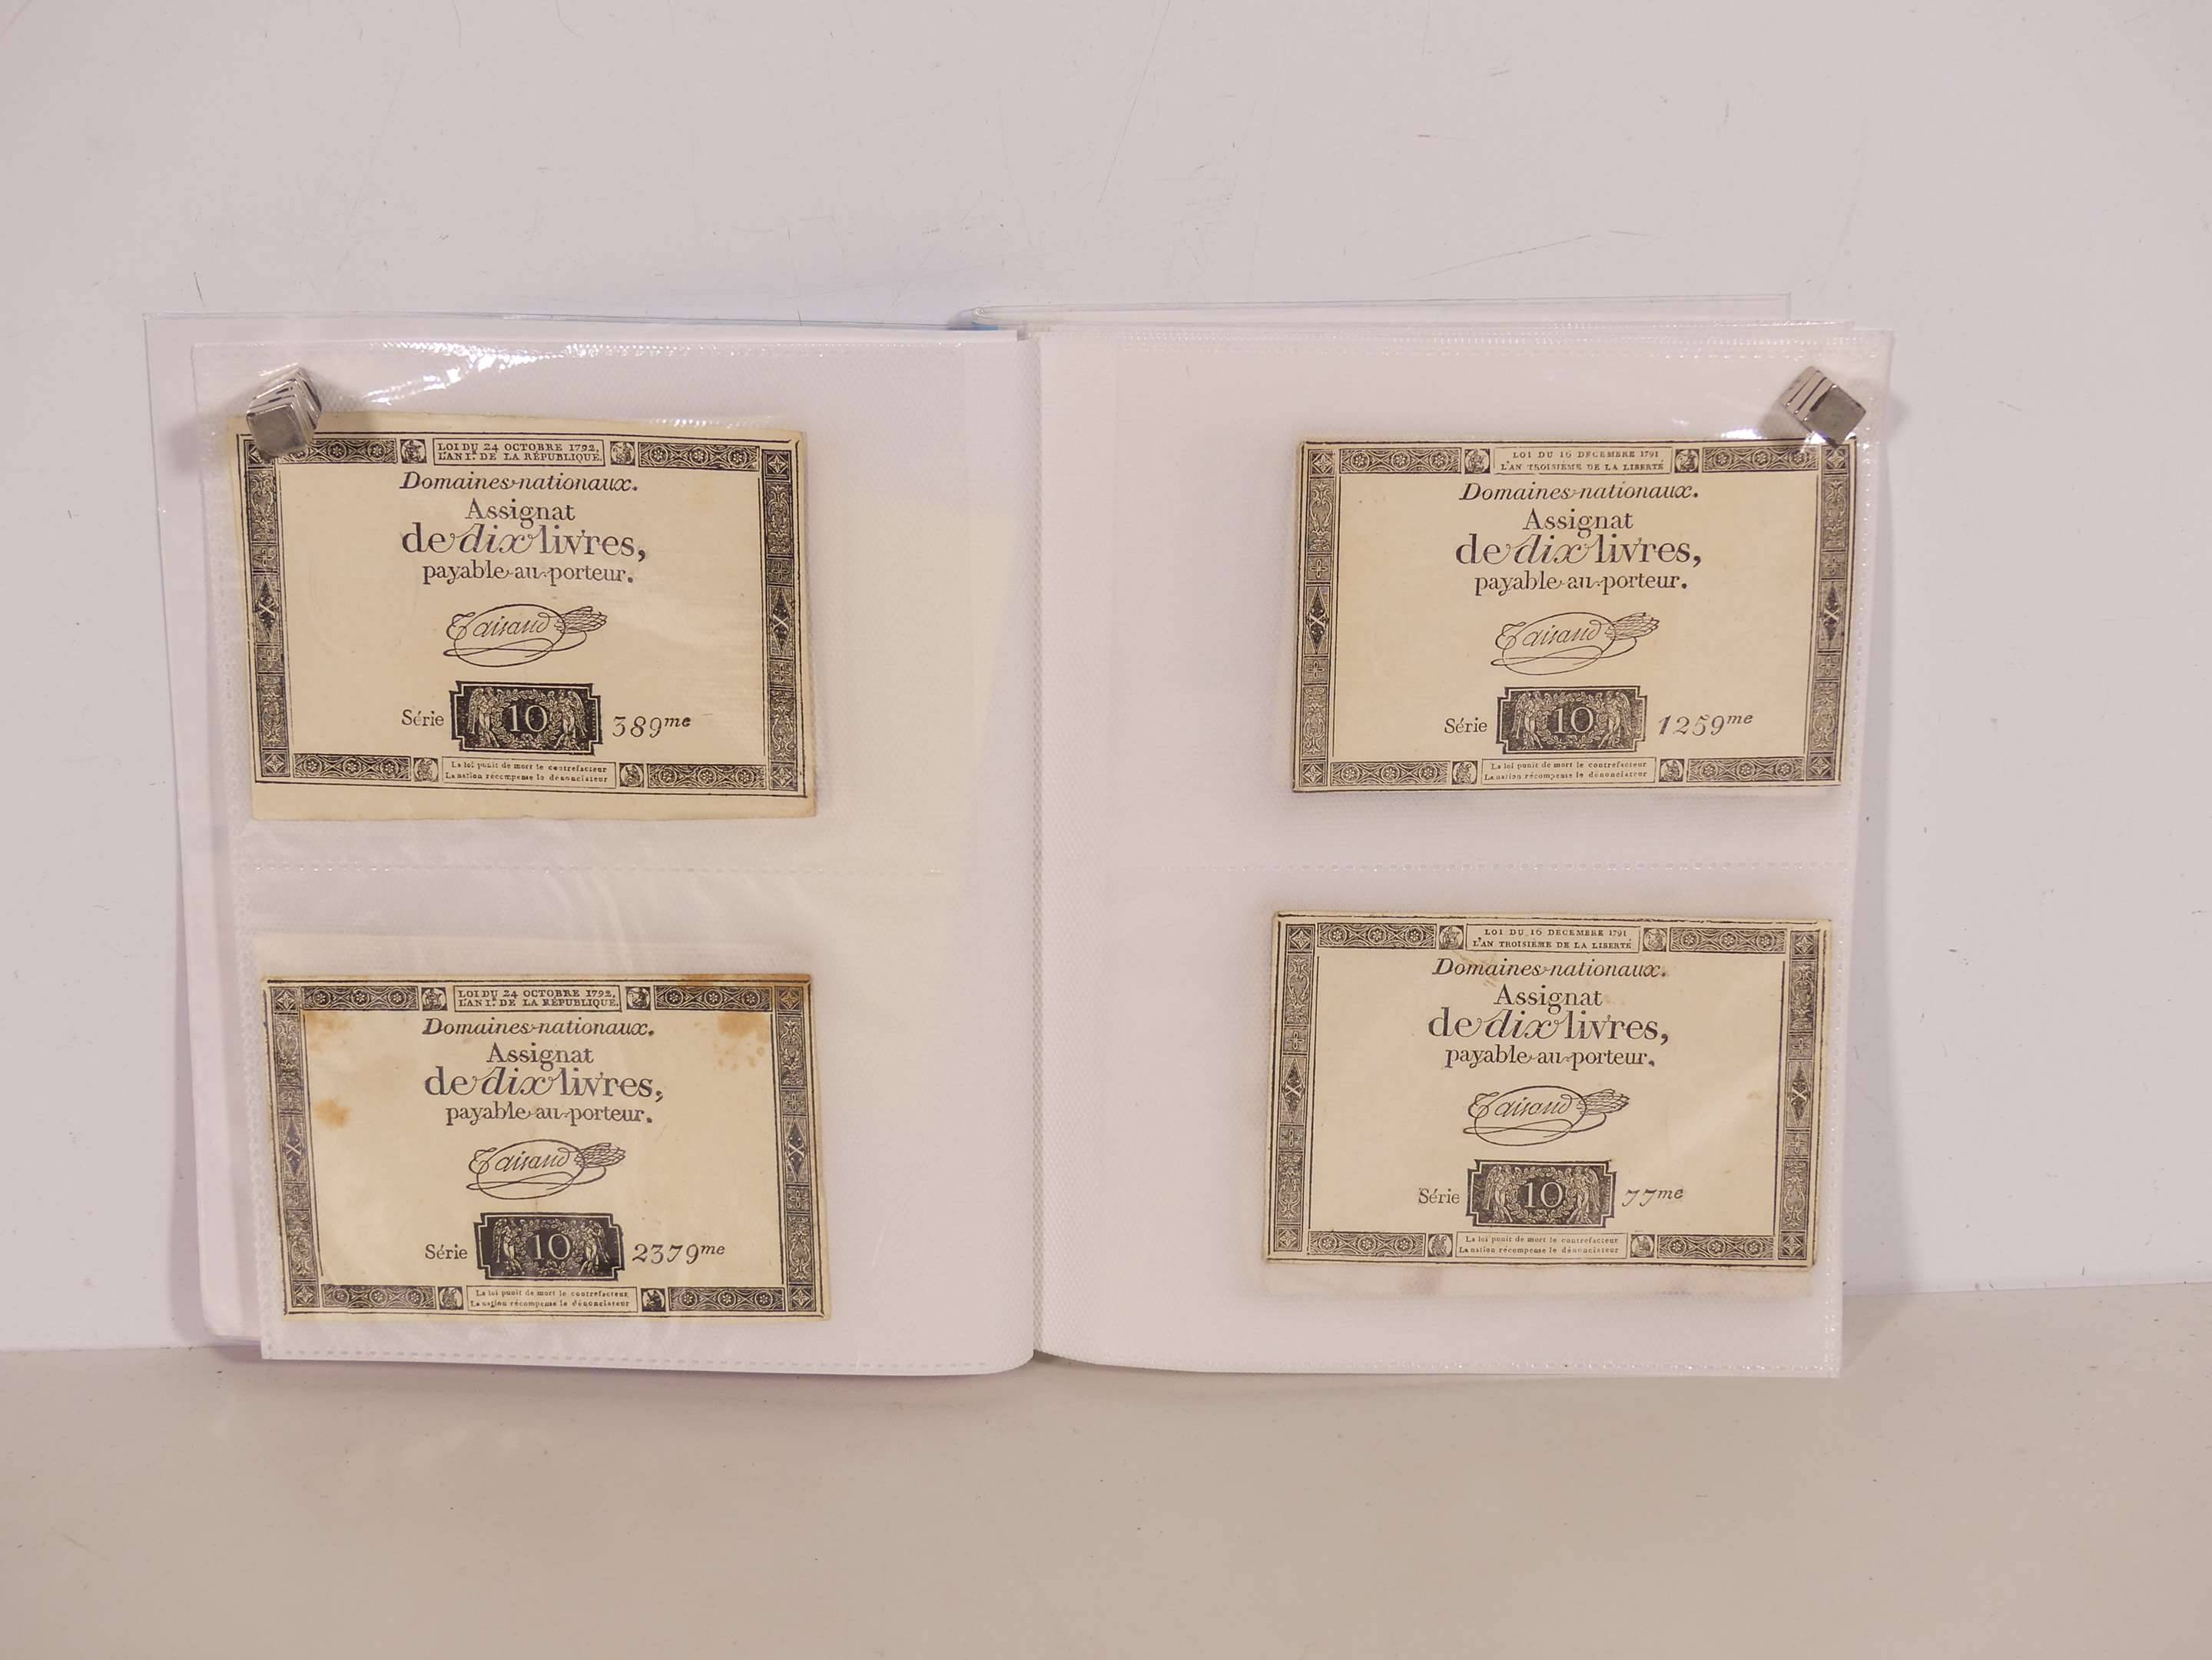 LOI DU 24 OCTOBRE 1792,
L'AN 1.er DE LA RÉPUBLIQUE.
Domaines nationaux.
Assignat
de dix livres,
payable au porteur.
Taisaud
Série 10 389me
La loi punit de mort le contrefacteur
La nation récompense le dénonciateur
X
X
LOI DU 24 OCTOBRE 1792,
L'AN 1.er DE LA RÉPUBLIQUE.
Domaines nationaux.
Assignat
de dix livres,
payable au porteur.
Taisaud
Série 10 2379me
La loi punit de mort le contrefacteur
La nation récompense le dénonciateur
X
X
LOI DU 16 DECEMBRE 1791
L'AN TROISIEME DE LA LIBERTÉ
Domaines nationaux.
Assignat
de dix livres,
payable au porteur.
Taisaud
Série 10 1259me
La loi punit de mort le contrefacteur
La nation récompense le dénonciateur
X
X
LOI DU 16 DECEMBRE 1791
L'AN TROISIEME DE LA LIBERTÉ
Domaines nationaux.
Assignat
de dix livres,
payable au porteur.
Taisaud
Série 10 77me
La loi punit de mort le contrefacteur
La nation récompense le dénonciateur
X
X